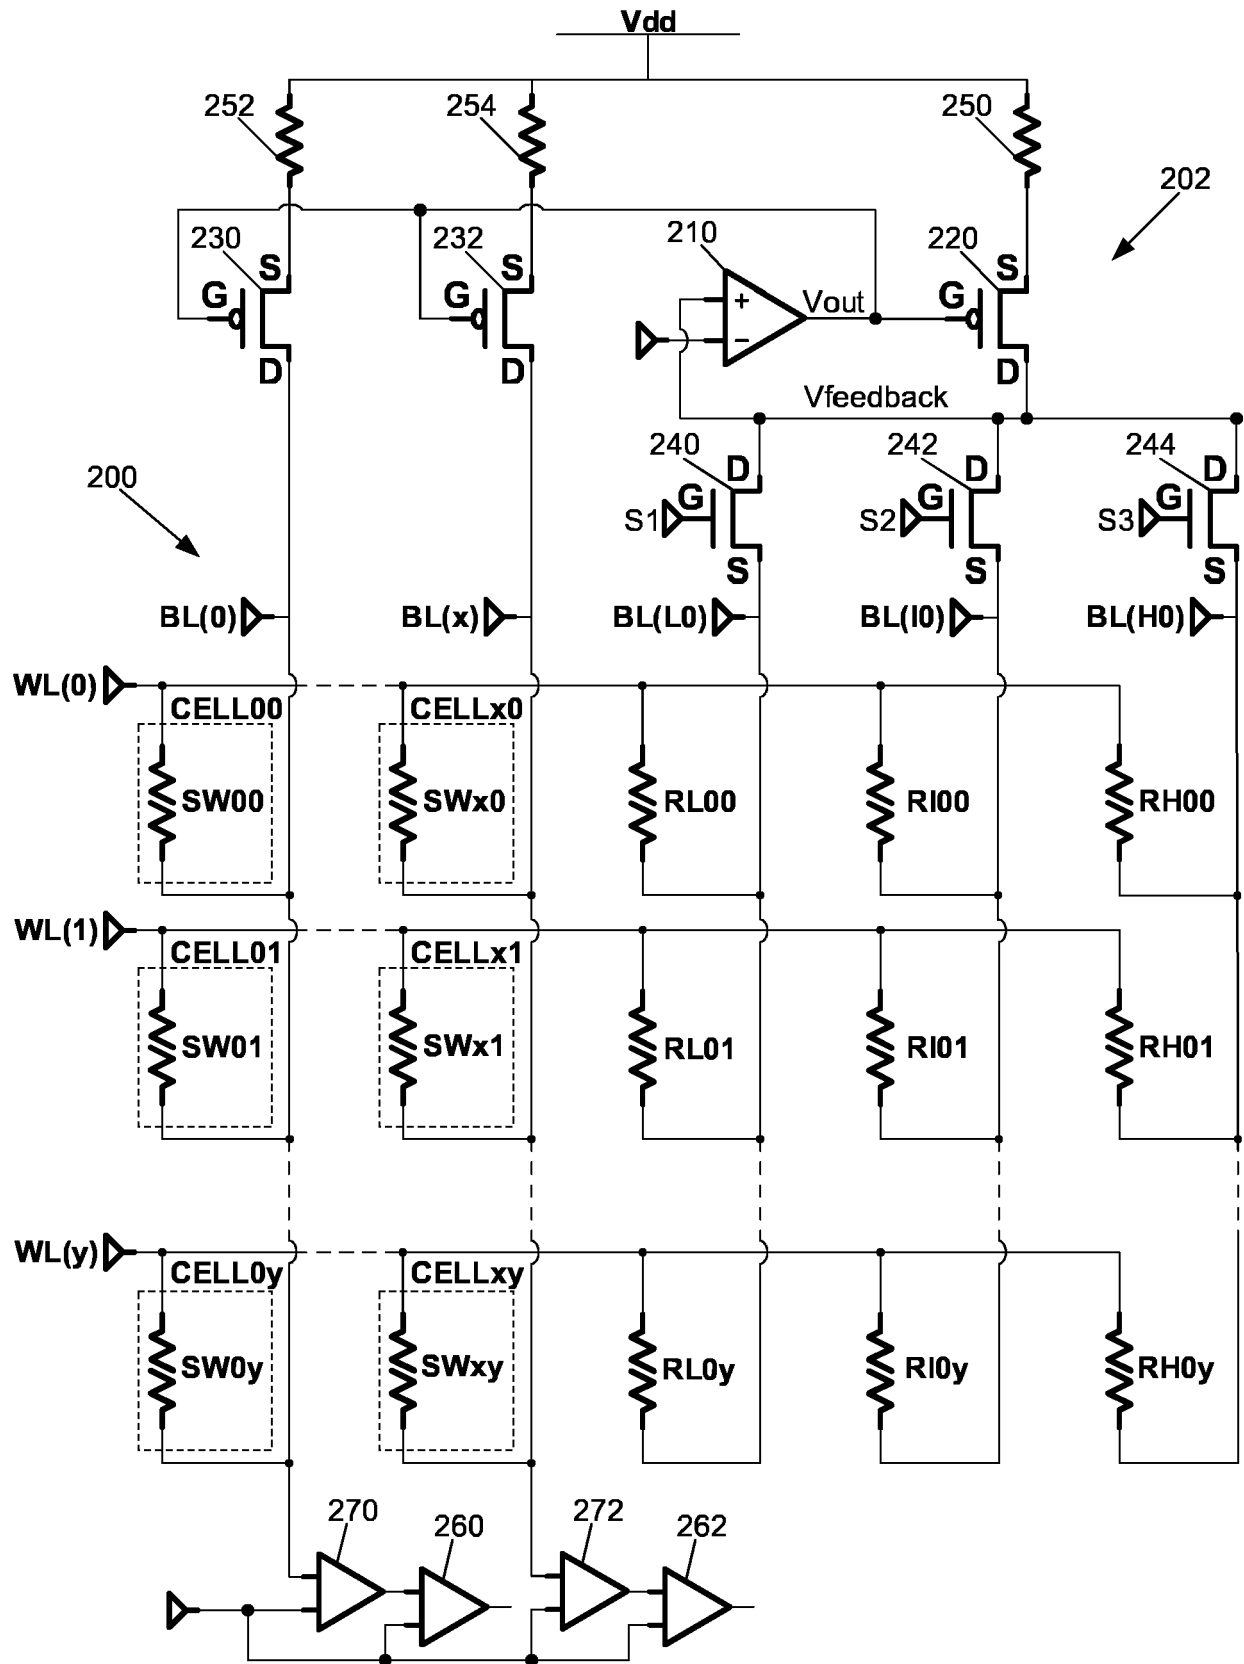 Vdd
252
254
250
202
230
232
210
220
S
S
S
G
G
+
Vout
G
−
D
D
D
Vfeedback
240
242
244
200
D
D
D
G
G
G
S1
S2
S3
S
S
S
BL(0)
BL(x)
BL(L0)
BL(I0)
BL(H0)
WL(0)
CELL00
CELLx0
SW00
SWx0
RL00
RI00
RH00
WL(1)
CELL01
CELLx1
SW01
SWx1
RL01
RI01
RH01
WL(y)
CELL0y
CELLxy
SW0y
SWxy
RL0y
RI0y
RH0y
270
260
272
262